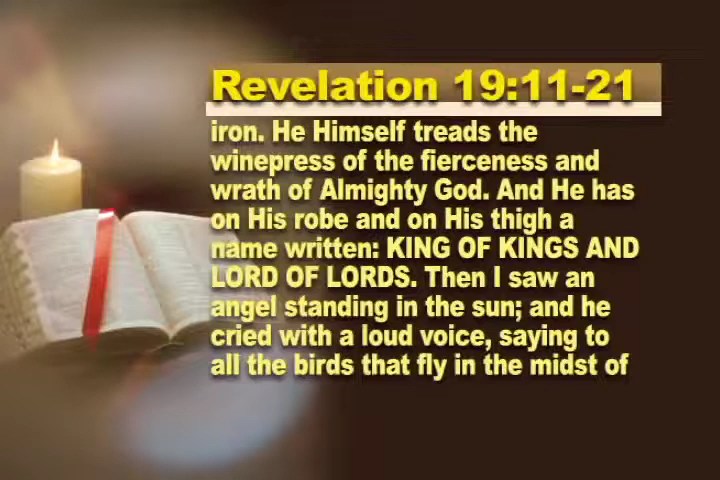 Revelation 19:11-21
iron. He Himself treads the
winepress of the fierceness and
wrath of Almighty God. And He has
on His robe and on His thigh a
name written: KING OF KINGS AND
LORD OF LORDS. Then I saw an
angel standing in the sun; and he
cried with a loud voice, saying to
all the birds that fly in the midst of